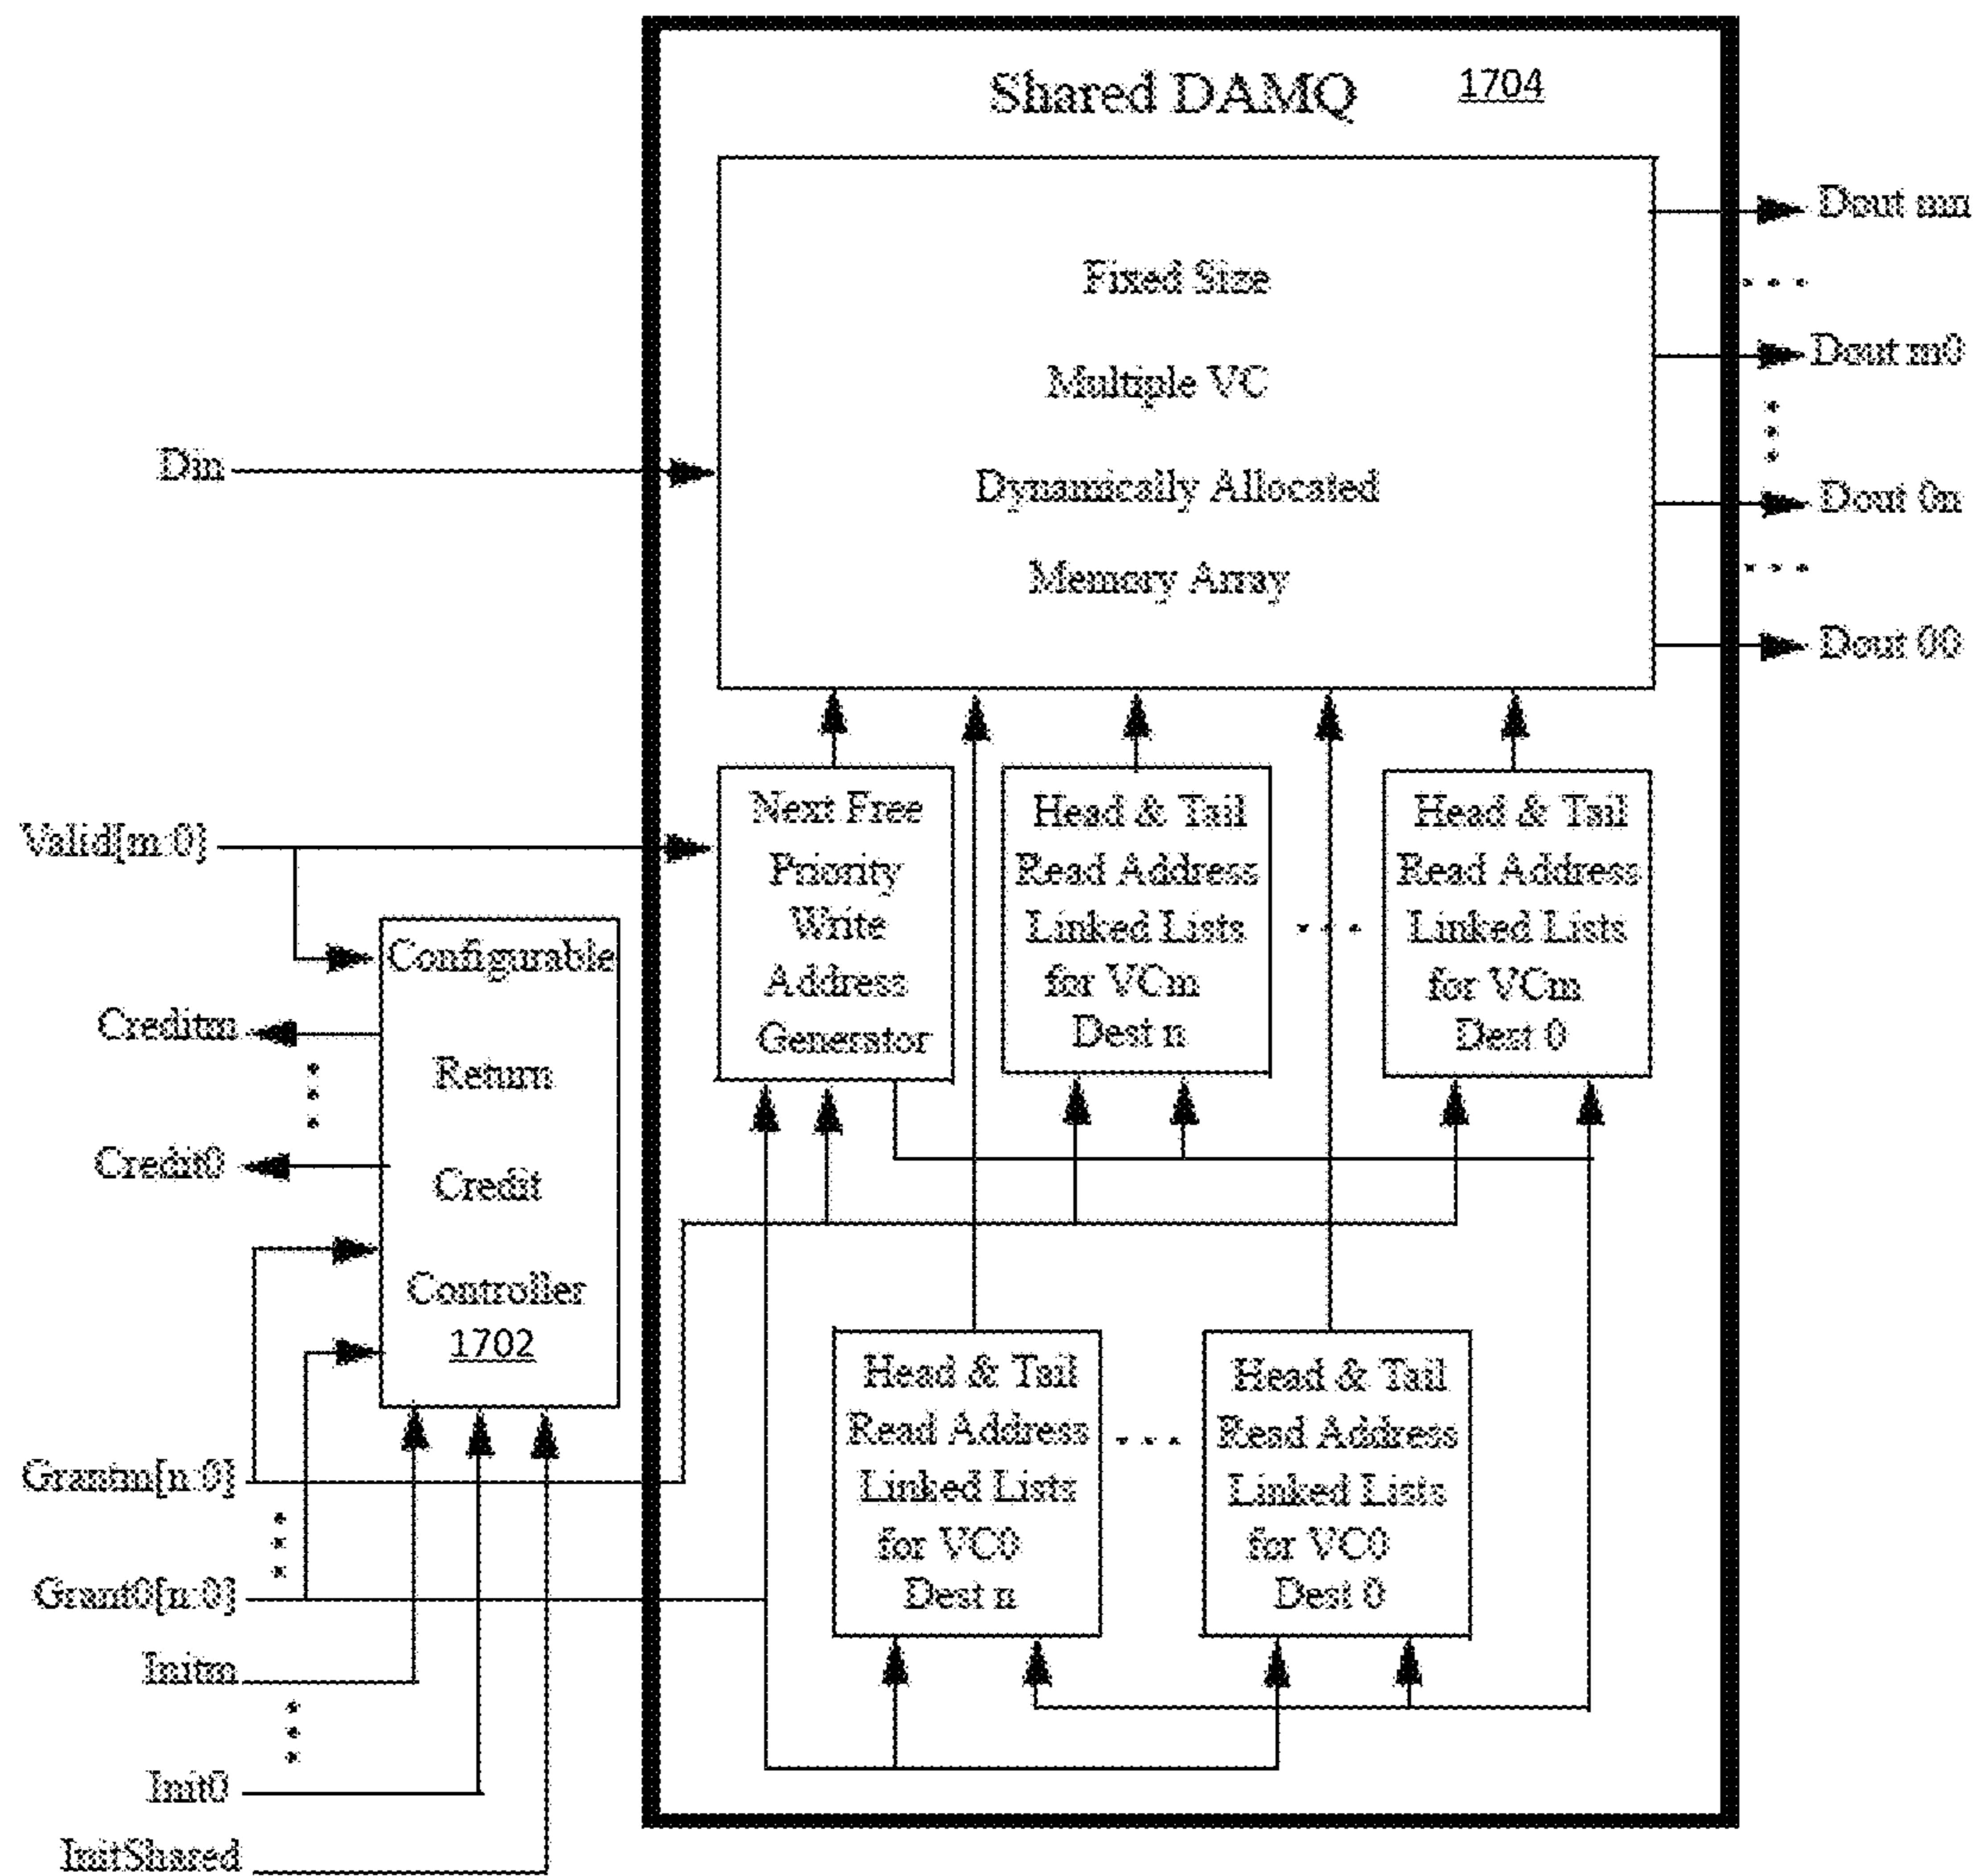 Shared DAMQ 1704
Fixed Size
Multiple VC
Dynamically Allocated
Memory Array
Din
Dout mn
Dout m0
Dout 0n
Dout 00
Valid[m:0]
Creditm
Credit0
Grantm[n:0]
Grant0[n:0]
Initm
Init0
InitShared
Configurable
Return
Credit
Controller
1702
Next Free
Priority
Write
Address
Generator
Head & Tail
Read Address
Linked Lists
for VCm
Dest n
Head & Tail
Read Address
Linked Lists
for VCm
Dest 0
Head & Tail
Read Address
Linked Lists
for VC0
Dest n
Head & Tail
Read Address
Linked Lists
for VC0
Dest 0